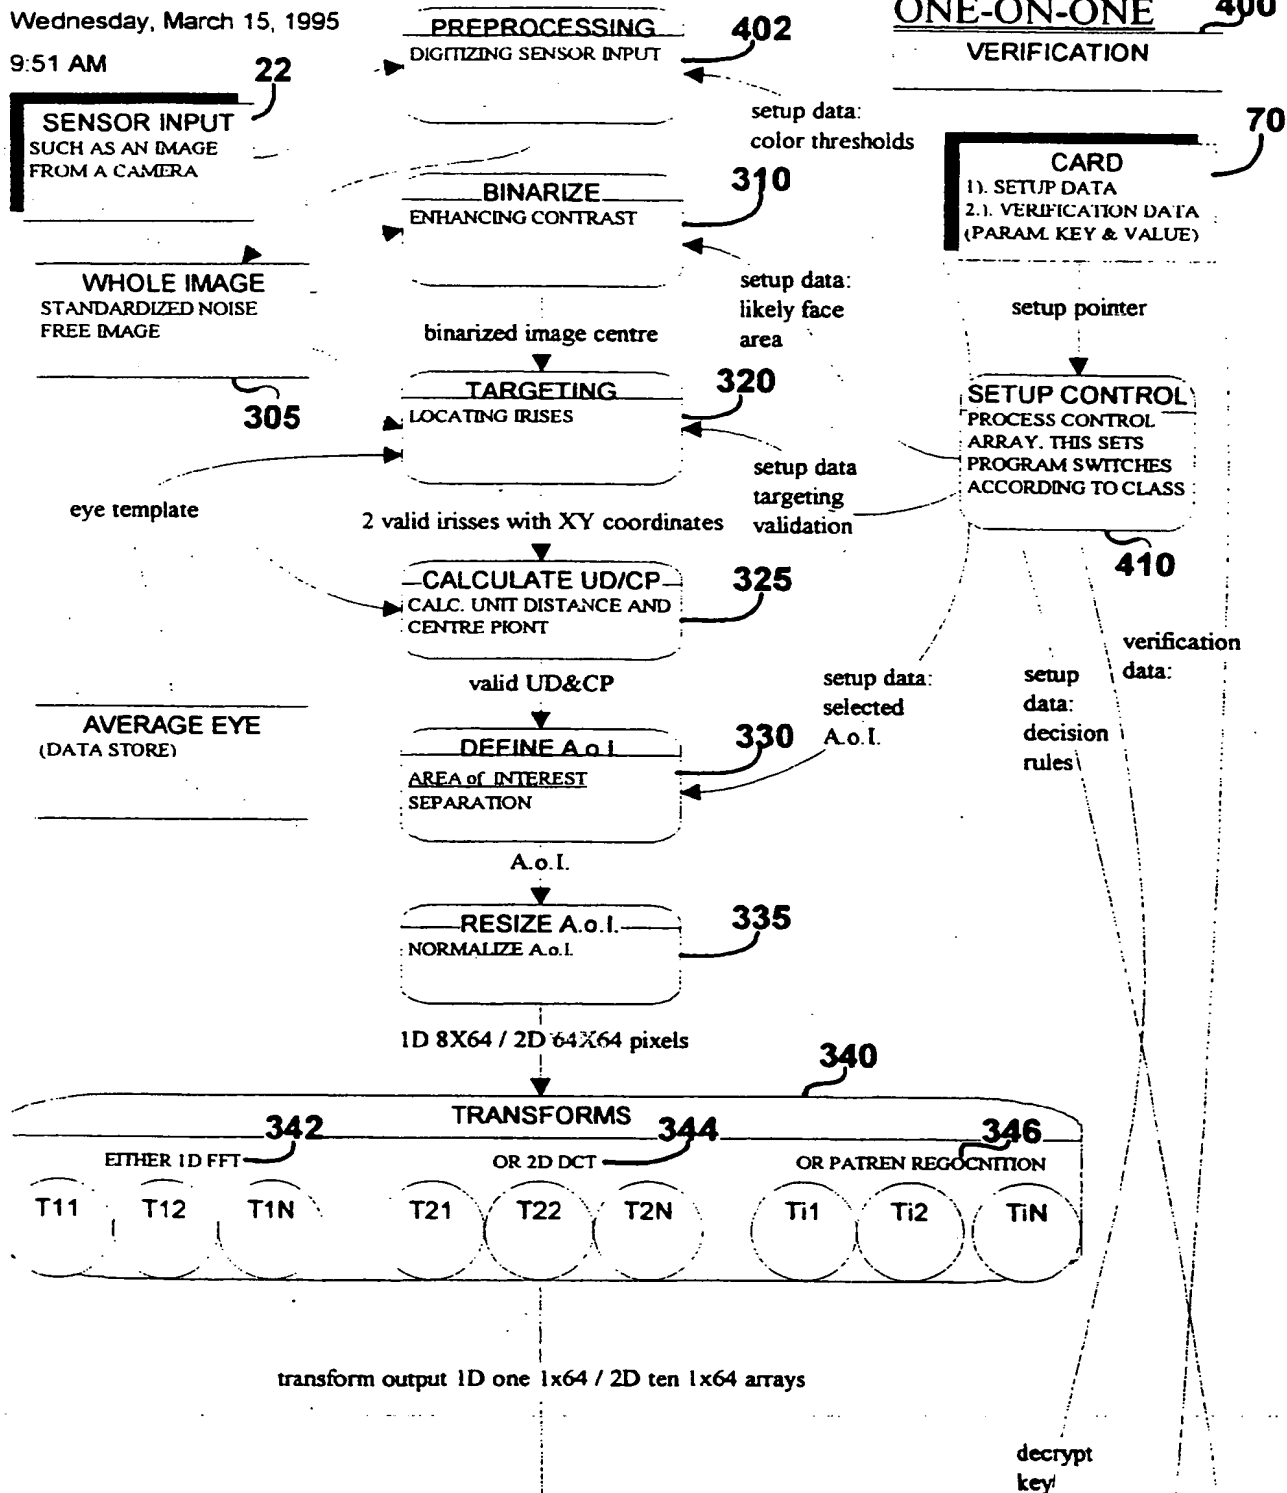 Wednesday, March 15, 1995
9:51 AM
ONE-ON-ONE
400
VERIFICATION
PREPROCESSING
402
DIGITIZING SENSOR INPUT
22
SENSOR INPUT
SUCH AS AN IMAGE
FROM A CAMERA
setup data:
color thresholds
70
CARD
1). SETUP DATA
2.). VERIFICATION DATA
(PARAM. KEY & VALUE)
BINARIZE
310
ENHANCING CONTRAST
WHOLE IMAGE
STANDARDIZED NOISE
FREE IMAGE
305
setup data:
likely face
area
setup pointer
binarized image centre
TARGETING
320
LOCATING IRISES
SETUP CONTROL
PROCESS CONTROL
ARRAY. THIS SETS
PROGRAM SWITCHES
ACCORDING TO CLASS
410
eye template
setup data
targeting
validation
2 valid irisses with XY coordinates
CALCULATE UD/CP
325
CALC. UNIT DISTANCE AND
CENTRE PIONT
valid UD&CP
setup data:
selected
A.o.I.
setup
data:
decision
rules
verification
data:
AVERAGE EYE
(DATA STORE)
DEFINE A.o.I.
330
AREA of INTEREST
SEPARATION
A.o.I.
RESIZE A.o.I.
335
NORMALIZE A.o.I.
1D 8X64 / 2D 64X64 pixels
340
TRANSFORMS
342
344
346
EITHER 1D FFT
OR 2D DCT
OR PATREN REGOCNITION
T11
T12
T1N
T21
T22
T2N
Ti1
Ti2
TiN
transform output 1D one 1x64 / 2D ten 1x64 arrays
decrypt
key